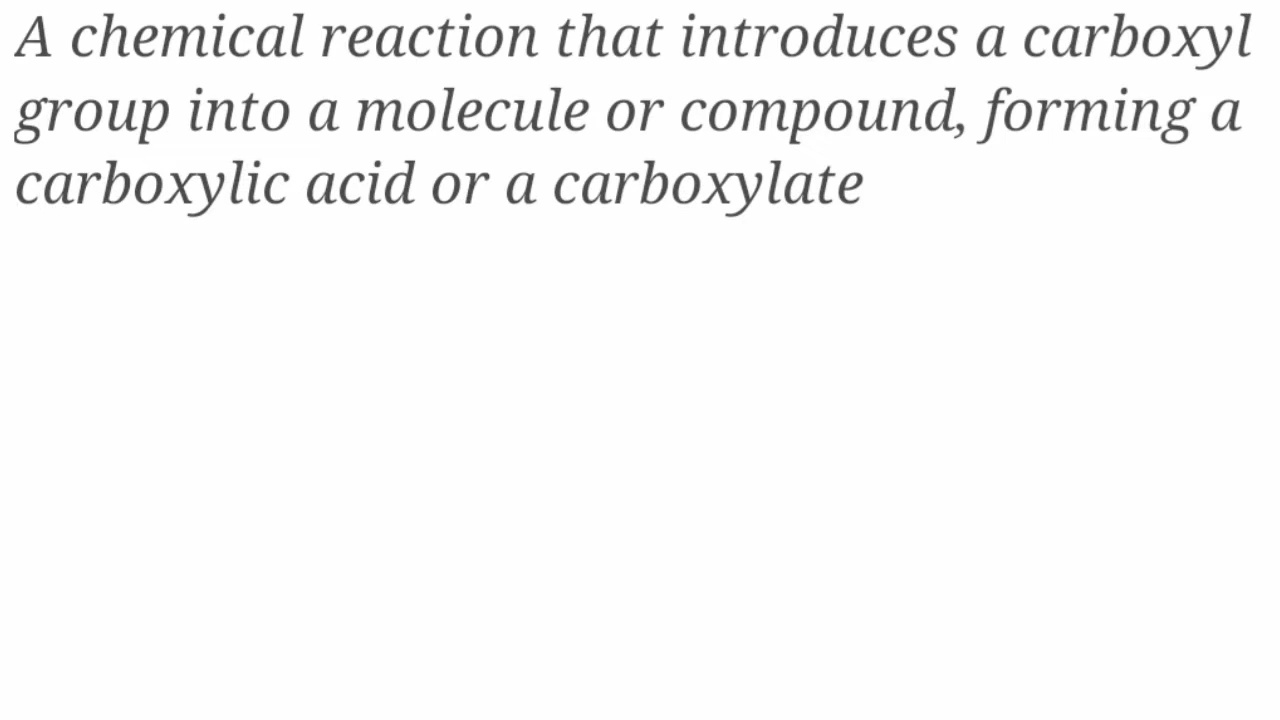 A chemical reaction that introduces a carboxyl
group into a molecule or compound, forming a
carboxylic acid or a carboxylate